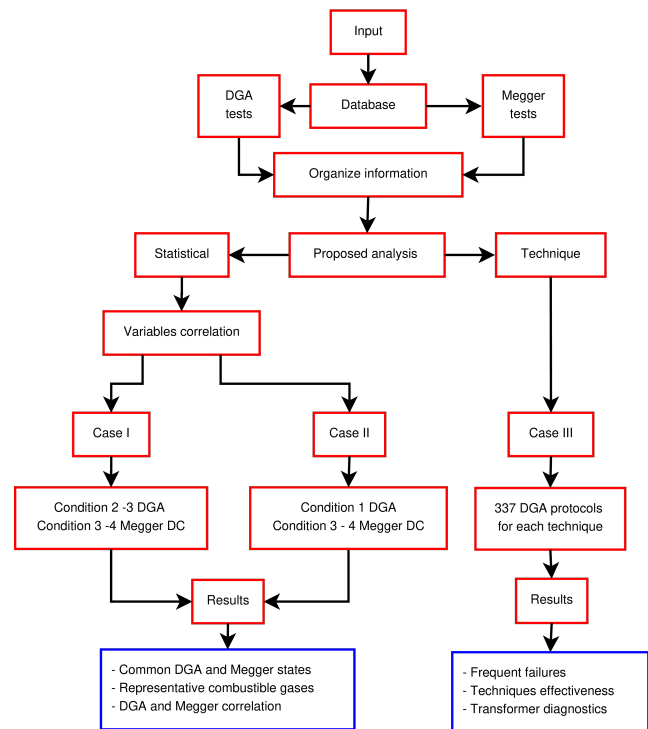 Input
DGA
tests
Database
Megger
tests
Organize information
Statistical
Proposed analysis
Technique
Variables correlation
Case I
Case II
Case III
Condition 2 -3 DGA
Condition 3 -4 Megger DC
Condition 1 DGA
Condition 3 - 4 Megger DC
337 DGA protocols
for each technique
Results
Results
- Common DGA and Megger states
- Representative combustible gases
- DGA and Megger correlation
- Frequent failures
- Techniques effectiveness
- Transformer diagnostics